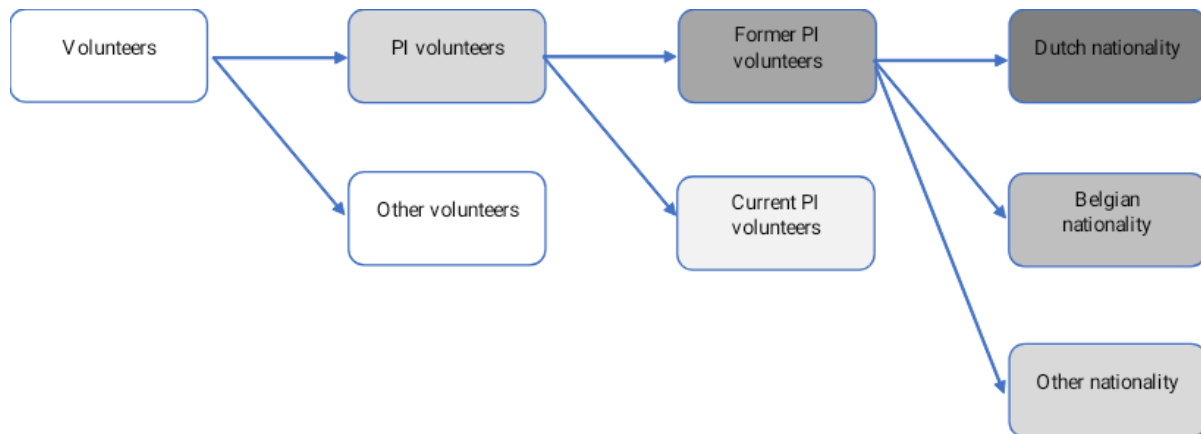 Volunteers
PI volunteers
Former PI
volunteers
Dutch nationality
Other volunteers
Current PI
volunteers
Belgian
nationality
Other nationality